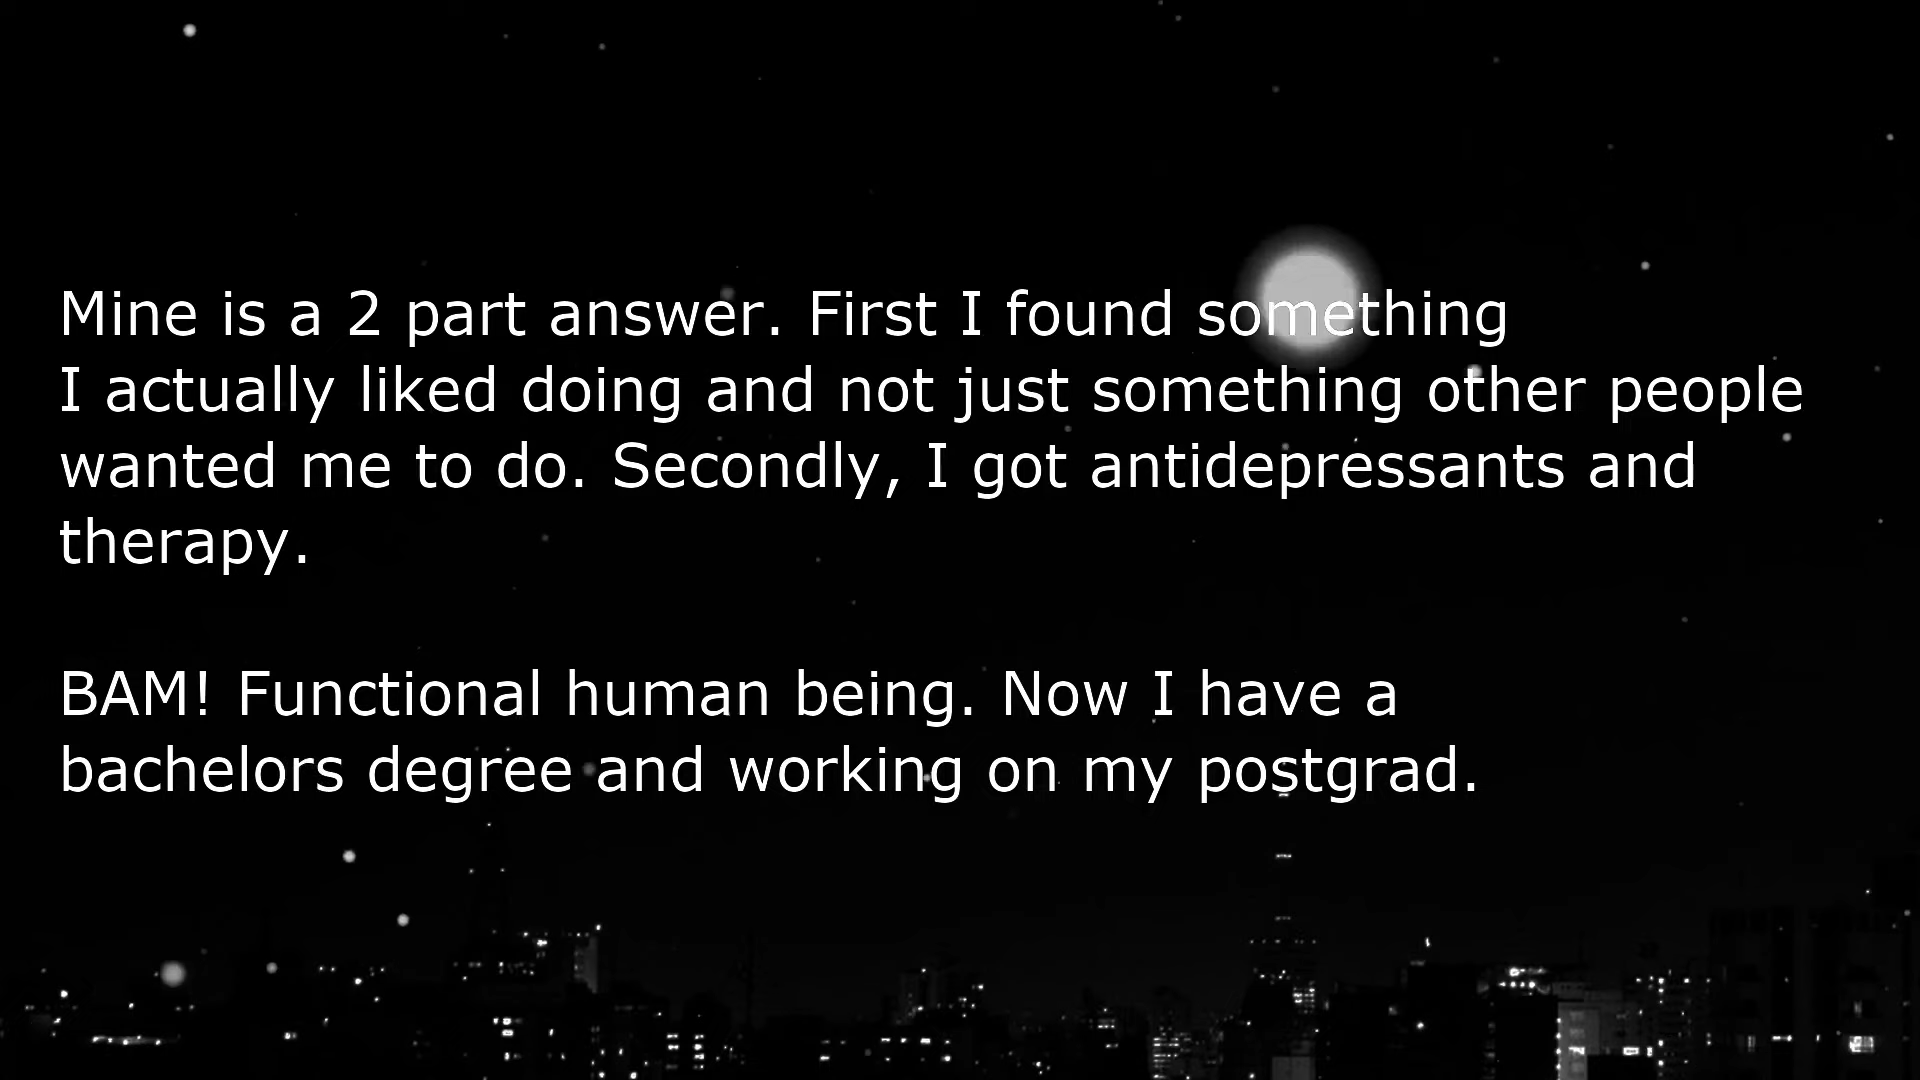 Mine is a 2 part answer. First I found something
I actually liked doing and not just something other people
wanted me to do. Secondly, I got antidepressants and
therapy.
BAM! Functional human being. Now I have a
bachelors degree and working on my postgrad.